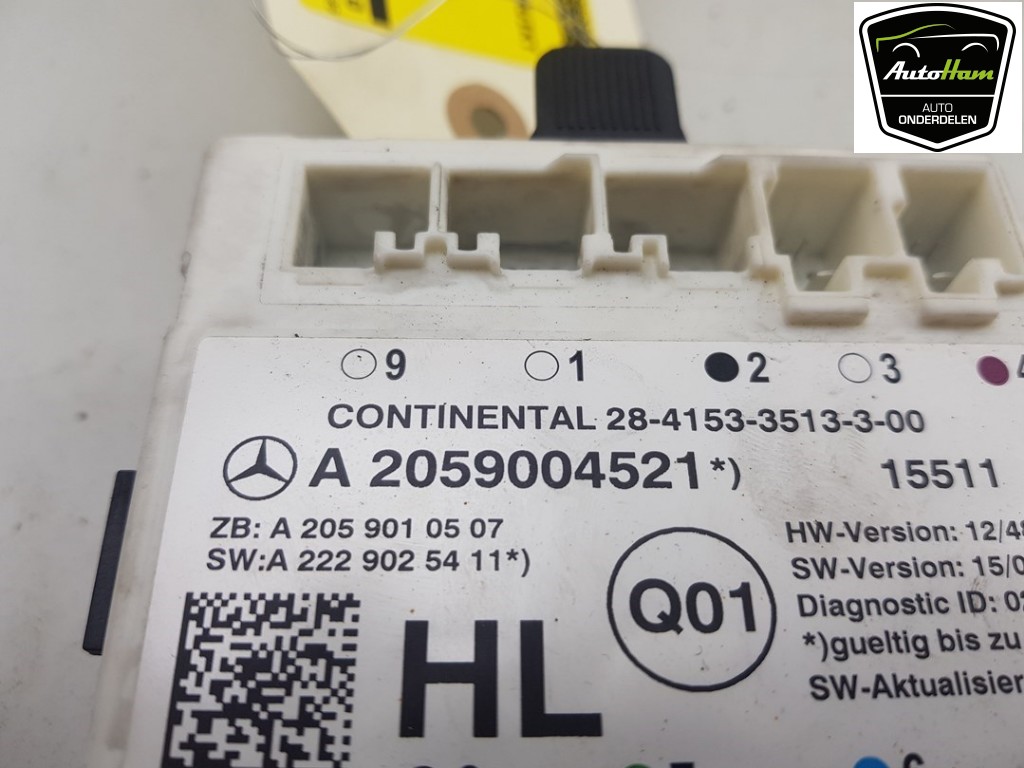 AutoHam
AUTO
ONDERDELEN
9 1 2 3 4
CONTINENTAL 28-4153-3513-3-00
A 2059004521*) 15511
ZB: A 205 901 05 07
SW:A 222 902 54 11*)
HW-Version: 12/48
SW-Version: 15/0
Diagnostic ID: 02
*)gueltig bis zu
SW-Aktualisier
Q01
HL